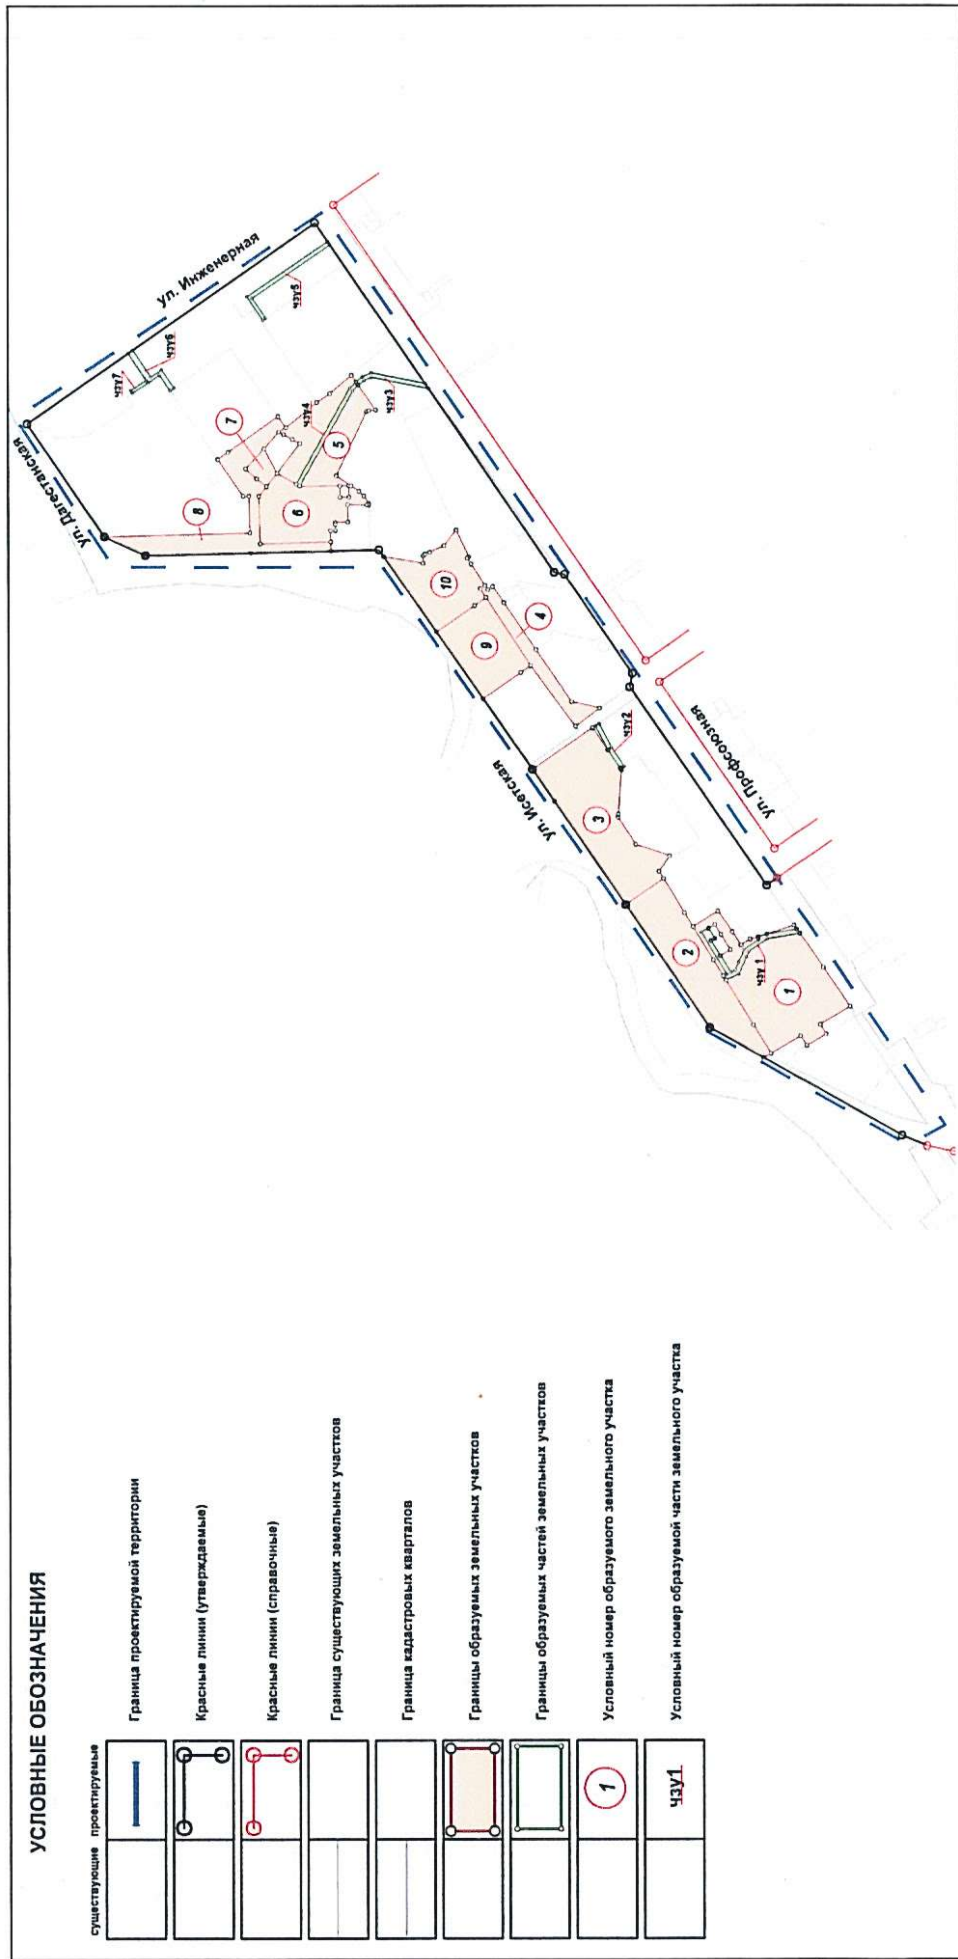 УСЛОВНЫЕ ОБОЗНАЧЕНИЯ
существующие проектируемые
Граница проектируемой территории
Красные линии (утверждаемые)
Красные линии (справочные)
Граница существующих земельных участков
Граница кадастровых кварталов
Границы образуемых земельных участков
Границы образуемых частей земельных участков
1
Условный номер образуемого земельного участка
чзу1
Условный номер образуемой части земельного участка
ул. Дагестанская
ул. Инженерная
ул. Исетская
ул. Профсоюзная
чзу7
чзу6
чзу5
чзу4
чзу3
чзу2
чзу 1
8
7
6
5
10
9
4
3
2
1